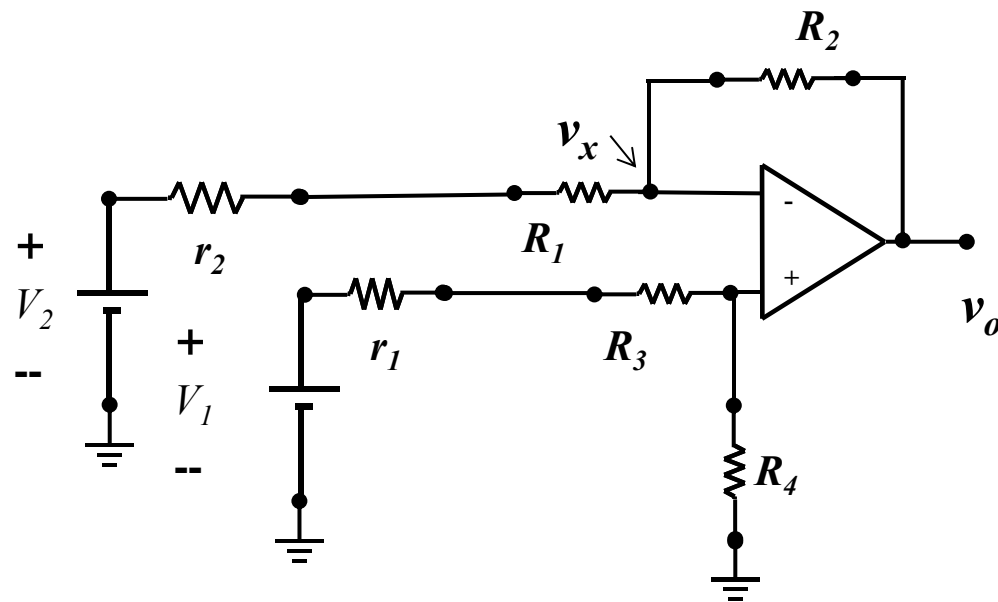 R₂
vₓ
-
r₂
R₁
+
V₂
--
+
vₒ
+
V₁
--
r₁
R₃
R₄